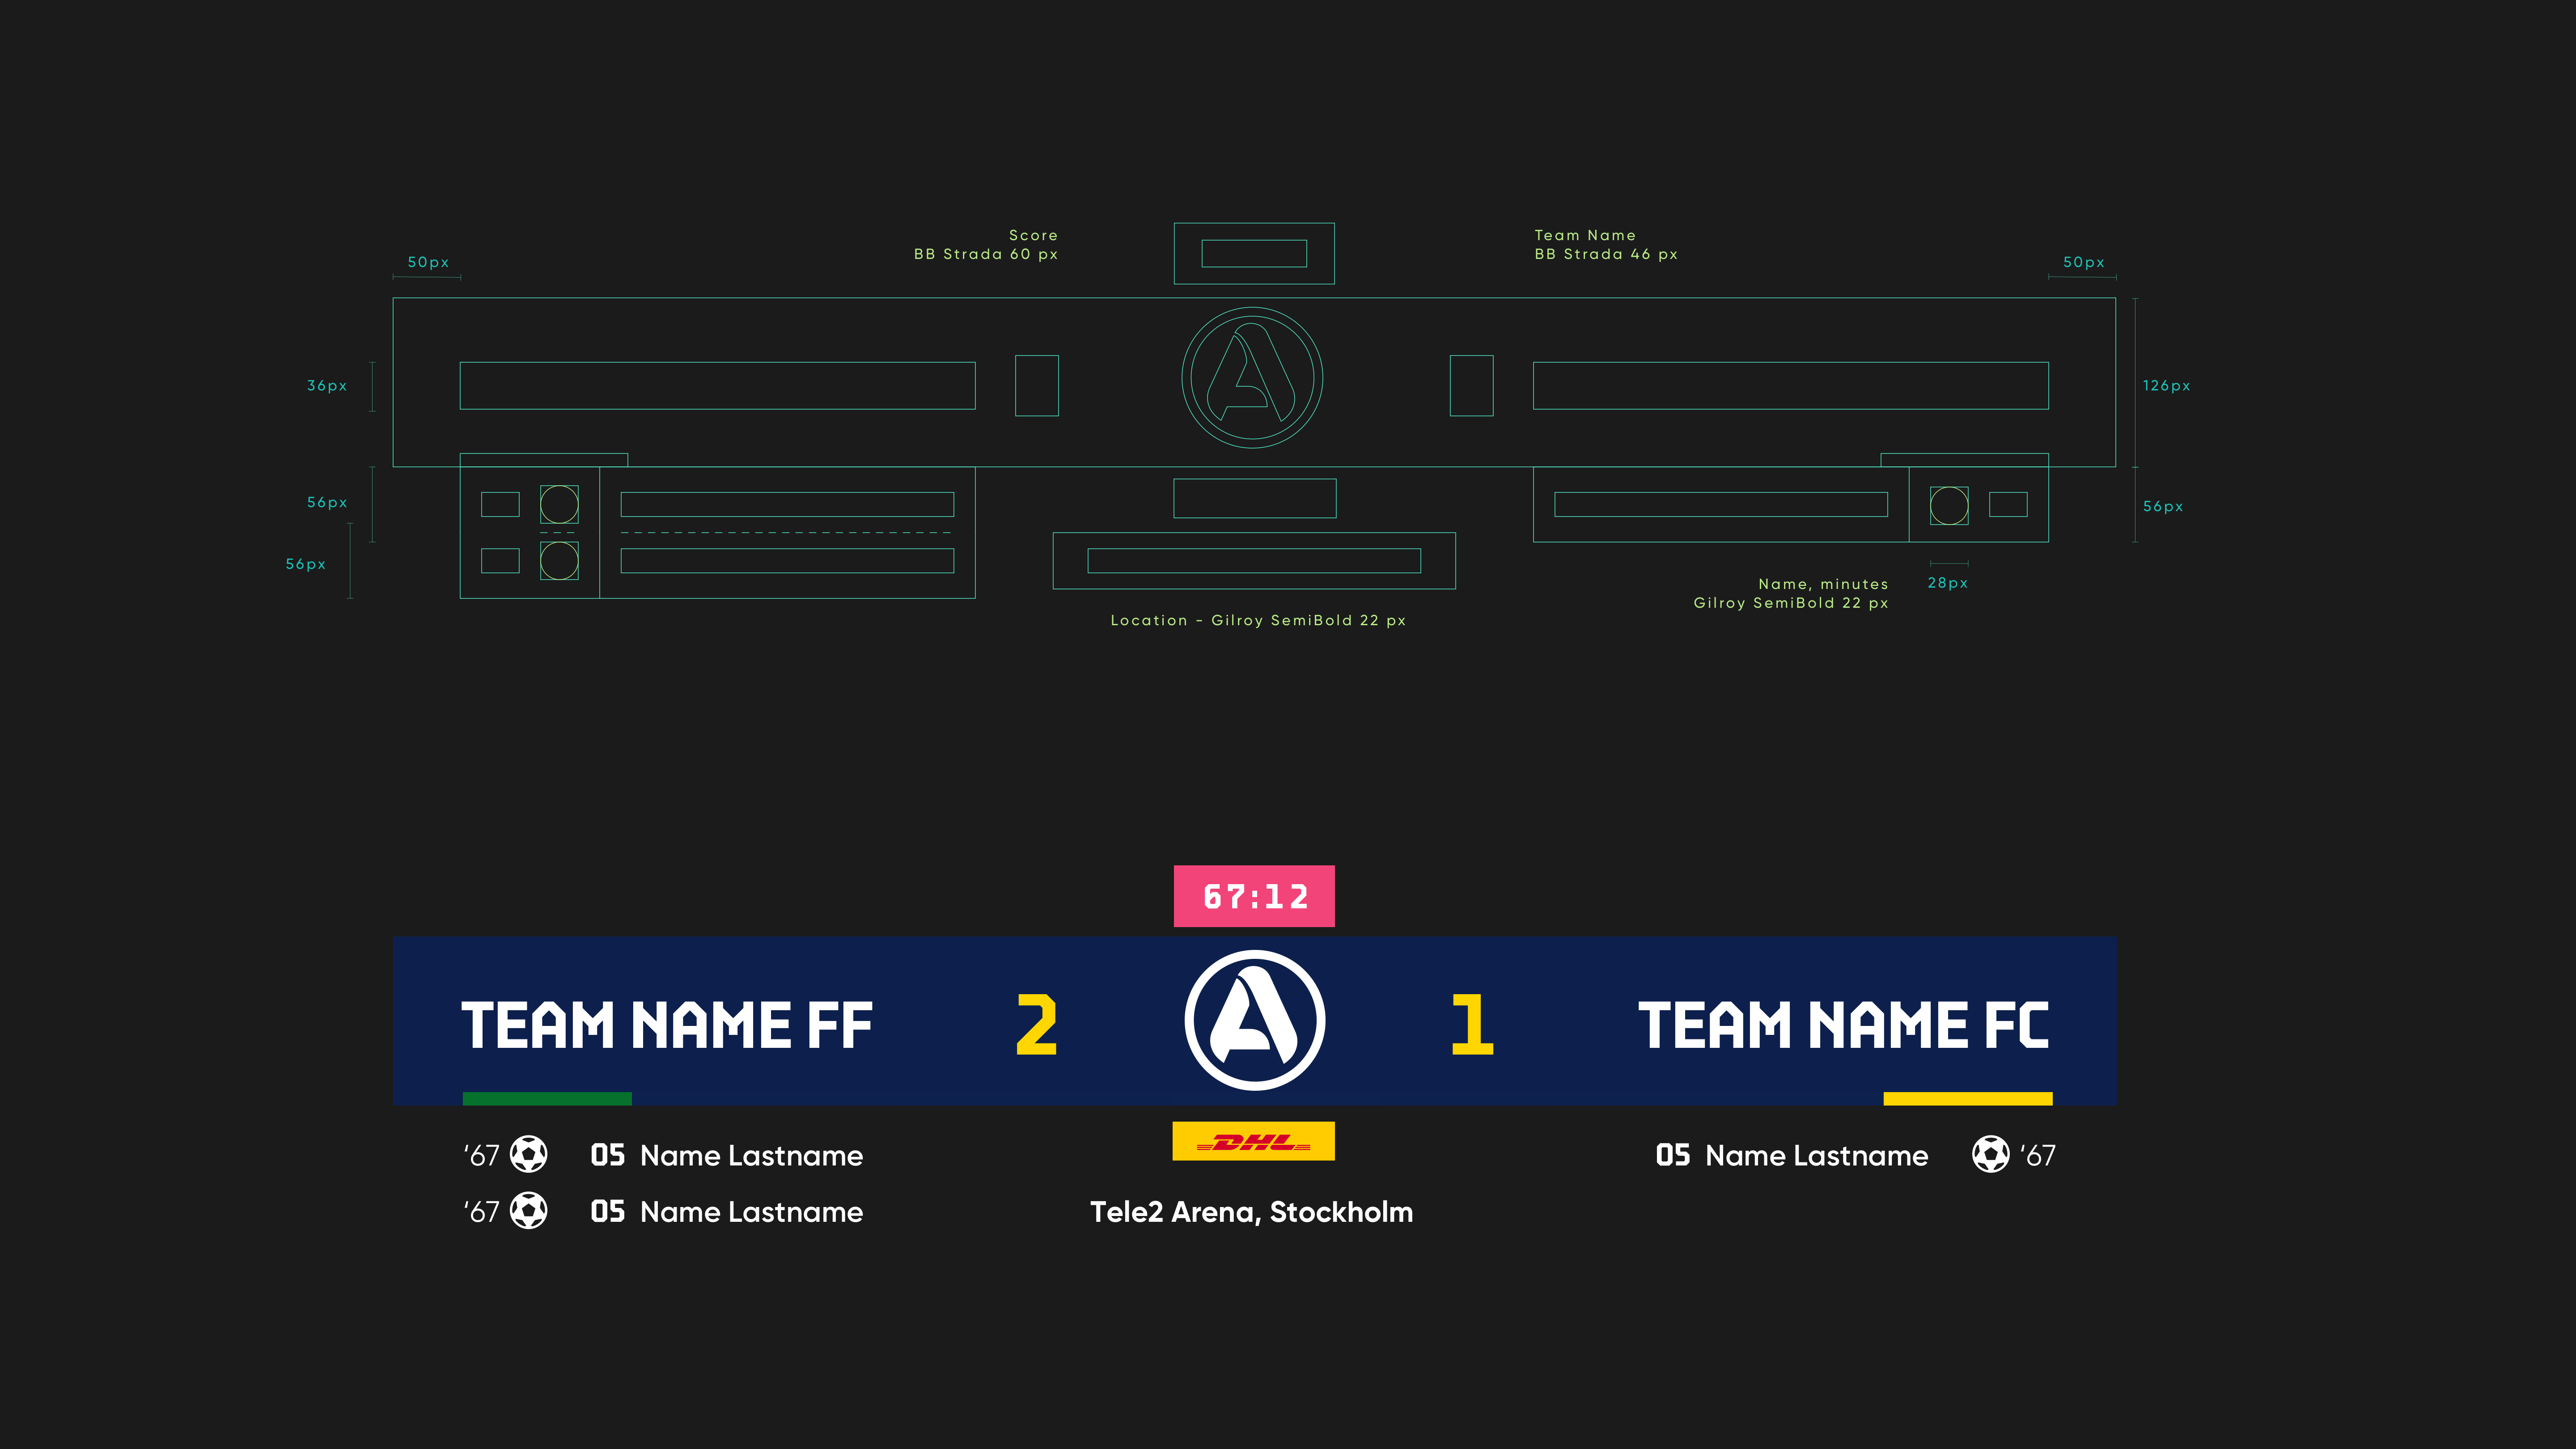 Score
BB Strada 60 px
Team Name
BB Strada 46 px
50px
50px
36px
126px
56px
56px
56px
Name, minutes
Gilroy SemiBold 22 px
28px
Location - Gilroy SemiBold 22 px
67:12
TEAM NAME FF
2
1
TEAM NAME FC
DHL
‘67
05 Name Lastname
05 Name Lastname
‘67
‘67
05 Name Lastname
Tele2 Arena, Stockholm